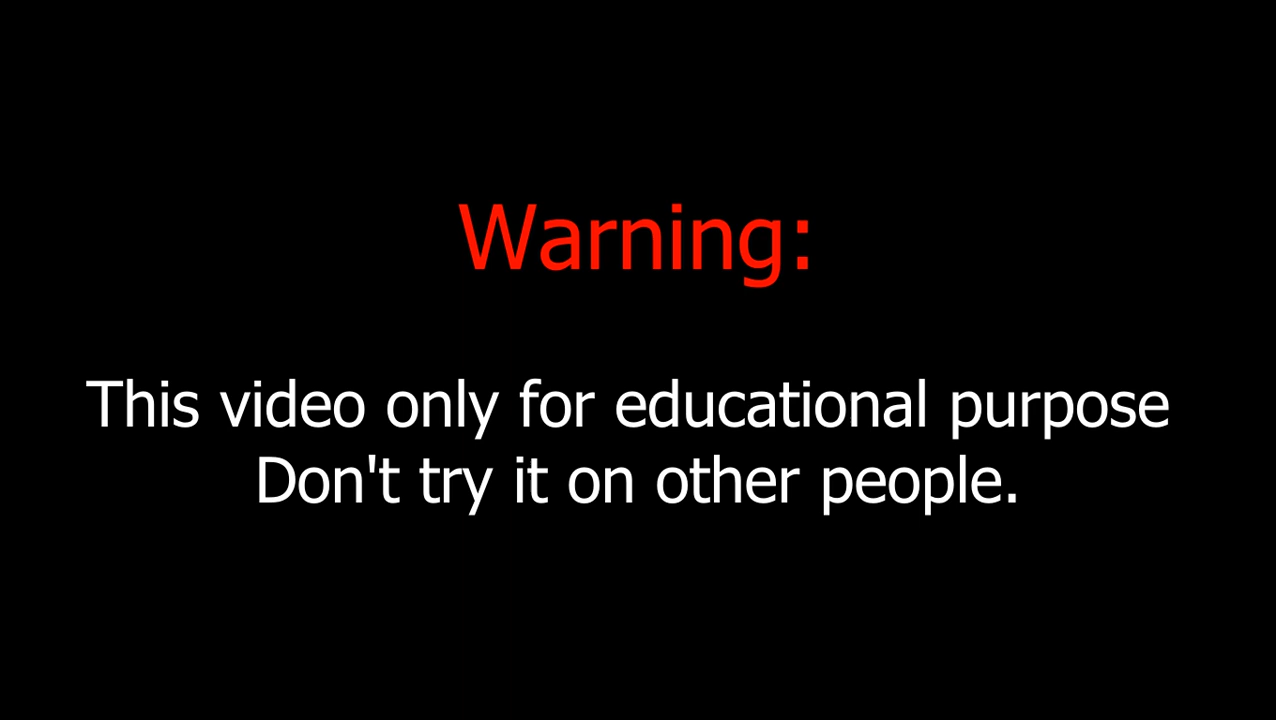 Warning:
This video only for educational purpose
Don't try it on other people.